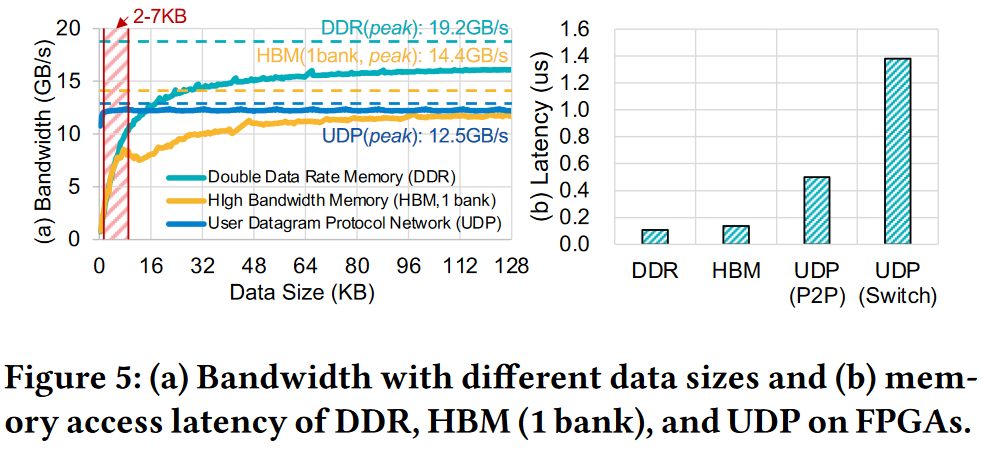 2-7KB
20
15
10
5
0
(a) Bandwidth (GB/s)
DDR(peak): 19.2GB/s
HBM(1bank, peak): 14.4GB/s
UDP(peak): 12.5GB/s
Double Data Rate Memory (DDR)
HIgh Bandwidth Memory (HBM,1 bank)
User Datagram Protocol Network (UDP)
0 16 32 48 64 80 96 112 128
Data Size (KB)
1.6
1.4
1.2
1.0
0.8
0.6
0.4
0.2
0.0
(b) Latency (us)
DDR HBM UDP UDP
(P2P) (Switch)
Figure 5: (a) Bandwidth with different data sizes and (b) mem-
ory access latency of DDR, HBM (1 bank), and UDP on FPGAs.